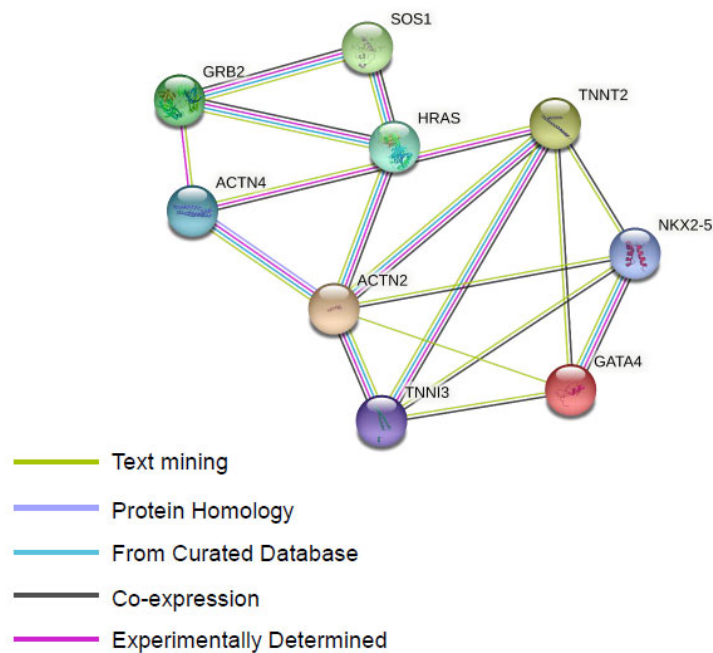 SOS1
GRB2
TNNT2
HRAS
ACTN4
NKX2-5
ACTN2
GATA4
TNNI3
Text mining
Protein Homology
From Curated Database
Co-expression
Experimentally Determined